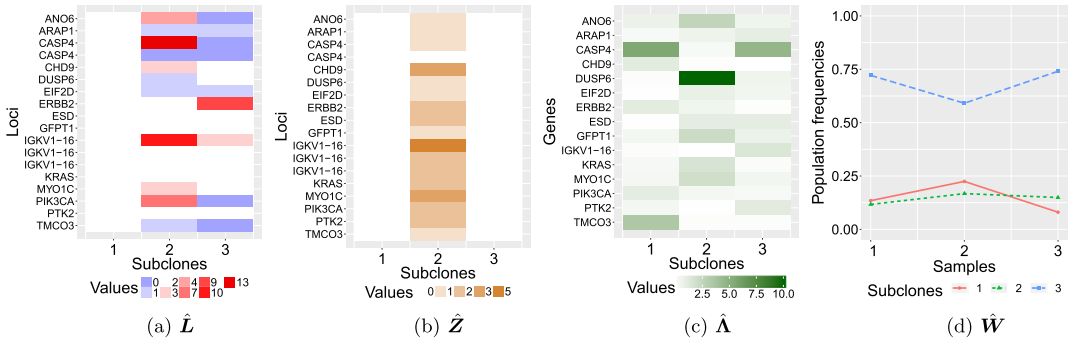 Loci
ANO6
ARAP1
CASP4
CASP4
CHD9
DUSP6
EIF2D
ERBB2
ESD
GFPT1
IGKV1−16
IGKV1−16
IGKV1−16
KRAS
MYO1C
PIK3CA
PTK2
TMCO3
1 2 3
Subclones
Values 0 2 4 9 13
1 3 7 10
(a) L̂
Loci
ANO6
ARAP1
CASP4
CASP4
CHD9
DUSP6
EIF2D
ERBB2
ESD
GFPT1
IGKV1−16
IGKV1−16
IGKV1−16
KRAS
MYO1C
PIK3CA
PTK2
TMCO3
1 2 3
Subclones
Values 0 1 2 3 5
(b) Ẑ
Genes
ANO6
ARAP1
CASP4
CHD9
DUSP6
EIF2D
ERBB2
ESD
GFPT1
IGKV1−16
KRAS
MYO1C
PIK3CA
PTK2
TMCO3
1 2 3
Subclones
Values 2.5 5.0 7.5 10.0
(c) Λ̂
Population frequencies
1.00
0.75
0.50
0.25
0.00
1 2 3
Samples
Subclones 1 2 3
(d) Ŵ